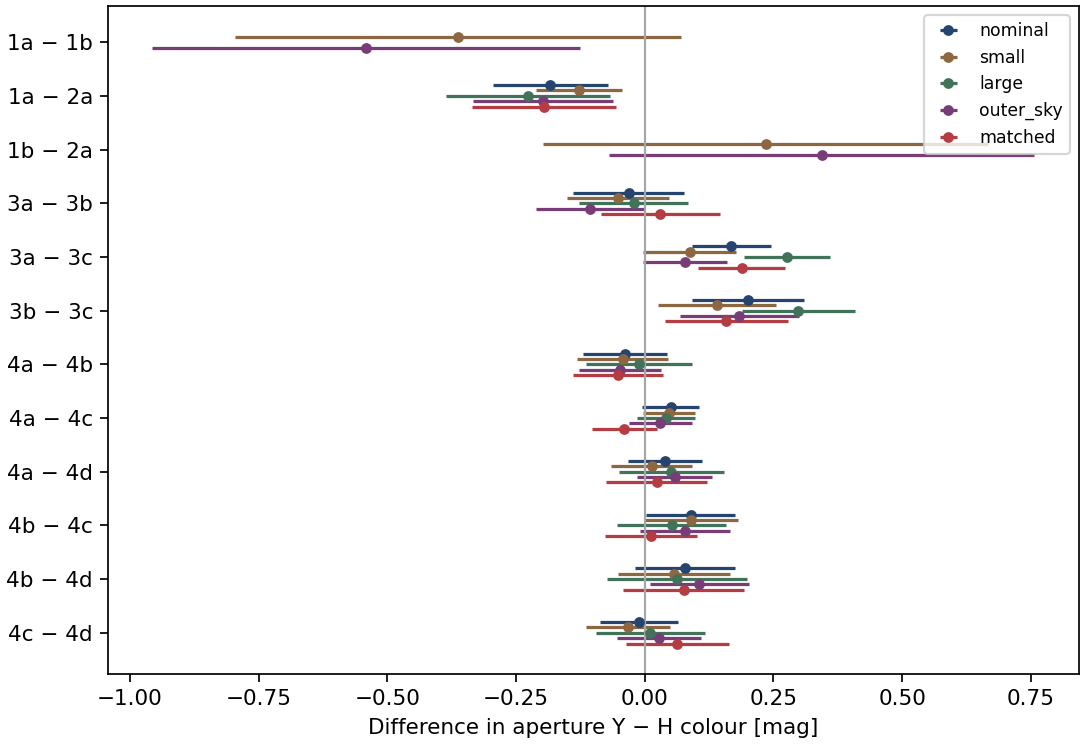 nominal
small
large
outer_sky
matched
1a − 1b
1a − 2a
1b − 2a
3a − 3b
3a − 3c
3b − 3c
4a − 4b
4a − 4c
4a − 4d
4b − 4c
4b − 4d
4c − 4d
−1.00 −0.75 −0.50 −0.25 0.00 0.25 0.50 0.75
Difference in aperture Y − H colour [mag]